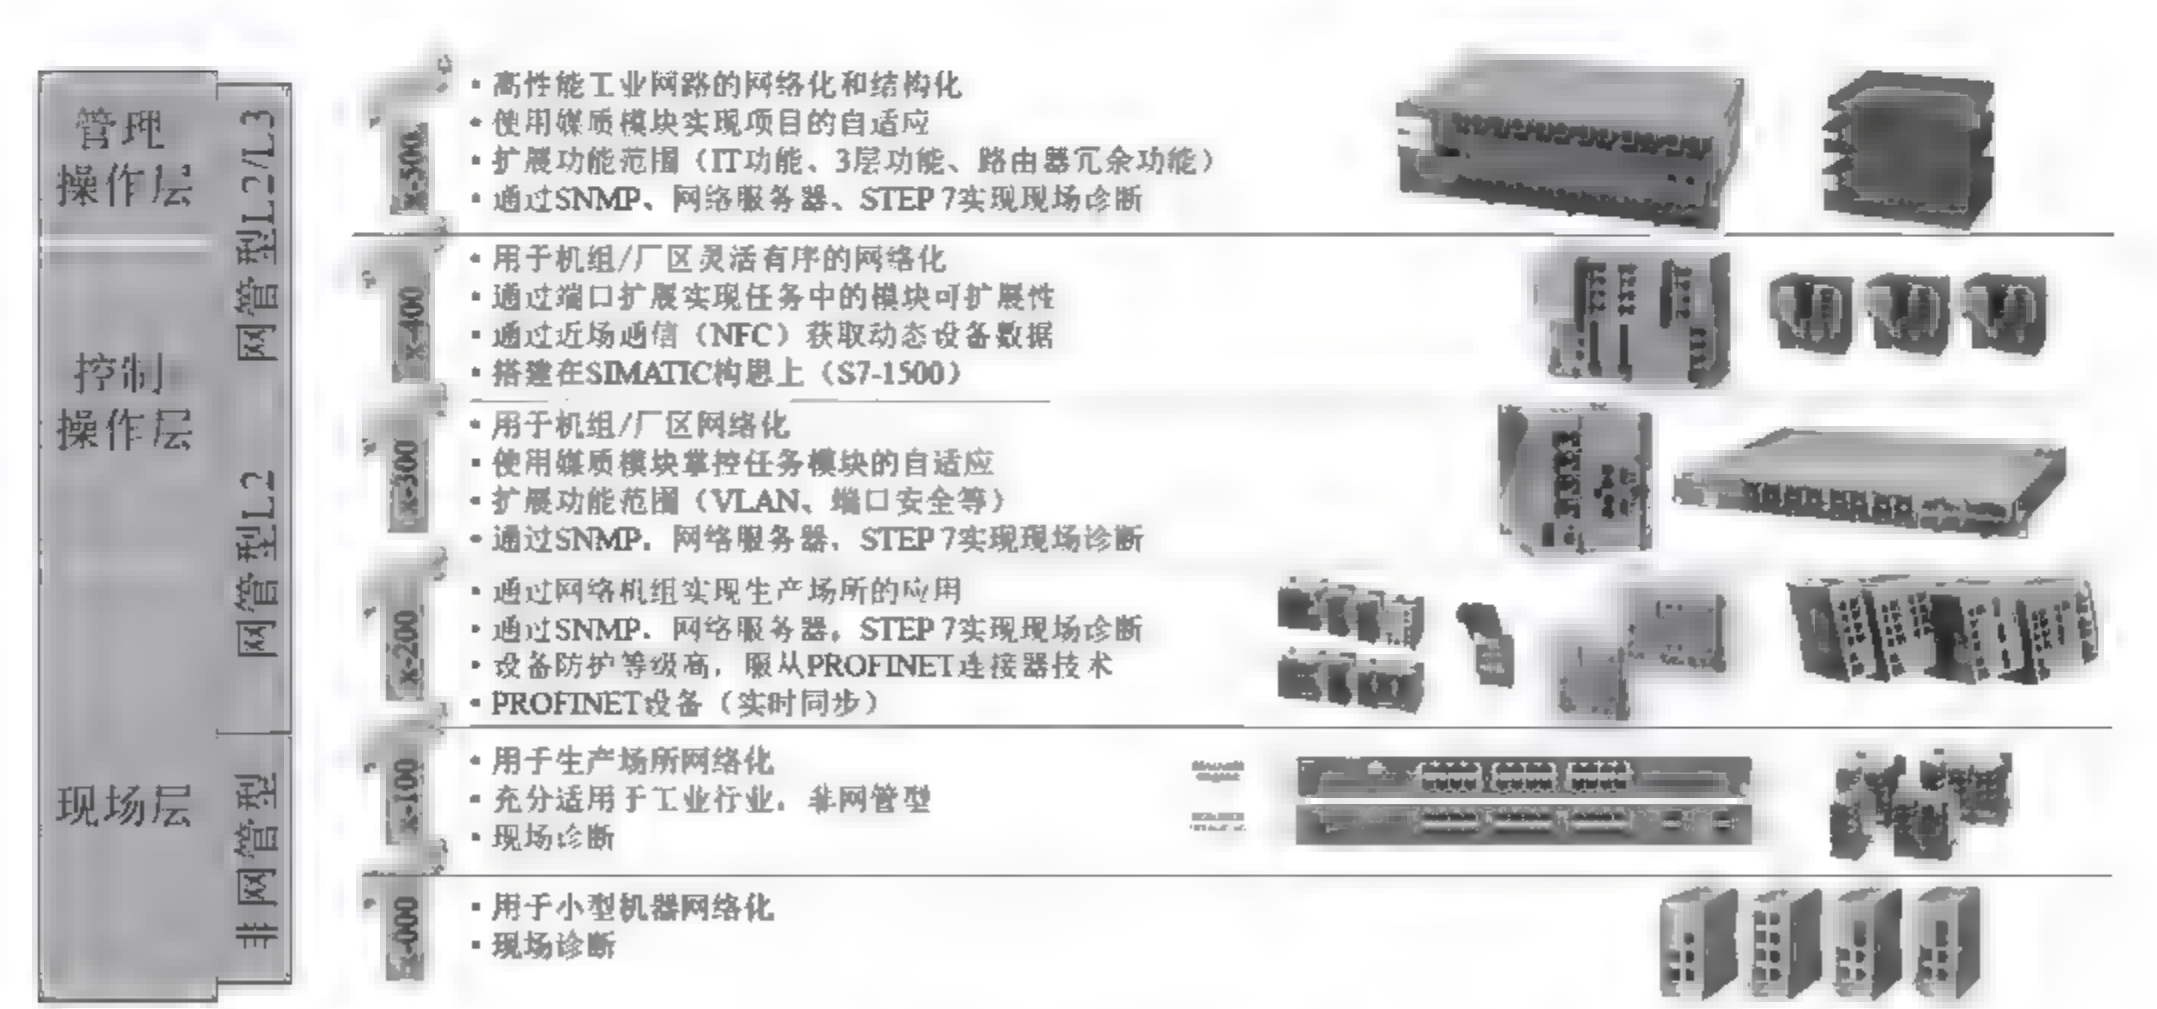 管理
操作层
控制
操作层
现场层
网管型L2/L3
网管型L2
非网管型
x-500
▪ 高性能工业网路的网络化和结构化
▪ 使用媒质模块实现项目的自适应
▪ 扩展功能范围（IT功能、3层功能、路由器冗余功能）
▪ 通过SNMP、网络服务器、STEP 7实现现场诊断
x-400
▪ 用于机组/厂区灵活有序的网络化
▪ 通过端口扩展实现任务中的模块可扩展性
▪ 通过近场通信（NFC）获取动态设备数据
▪ 搭建在SIMATIC构思上（S7-1500）
x-300
▪ 用于机组/厂区网络化
▪ 使用媒质模块掌控任务模块的自适应
▪ 扩展功能范围（VLAN、端口安全等）
▪ 通过SNMP，网络服务器，STEP 7实现现场诊断
x-200
▪ 通过网络机组实现生产场所的应用
▪ 通过SNMP，网络服务器，STEP 7实现现场诊断
▪ 设备防护等级高，服从PROFINET连接器技术
▪ PROFINET设备（实时同步）
x-100
▪ 用于生产场所网络化
▪ 充分适用于工业行业，非网管型
▪ 现场诊断
x-000
▪ 用于小型机器网络化
▪ 现场诊断